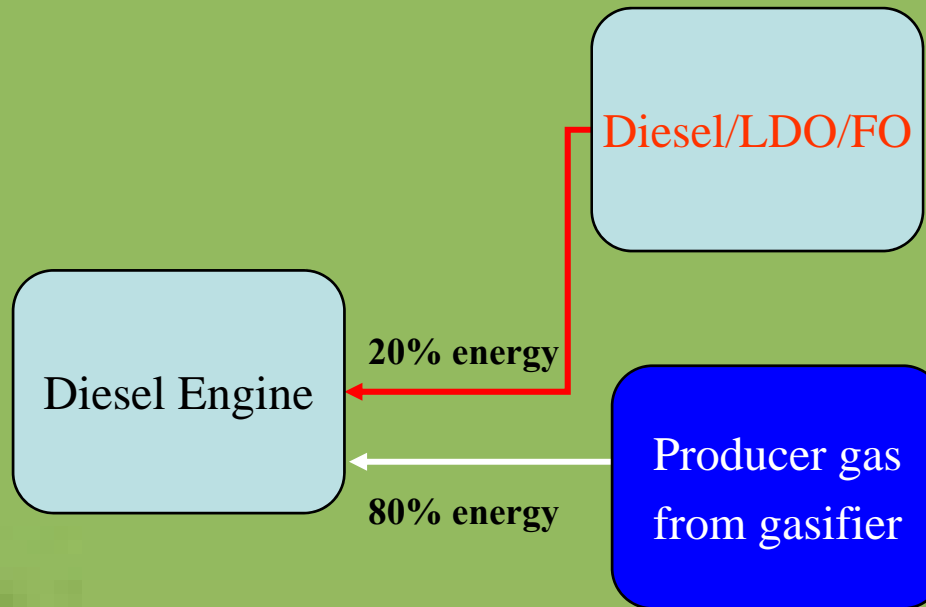 Diesel/LDO/FO
20% energy
Diesel Engine
80% energy
Producer gas
from gasifier